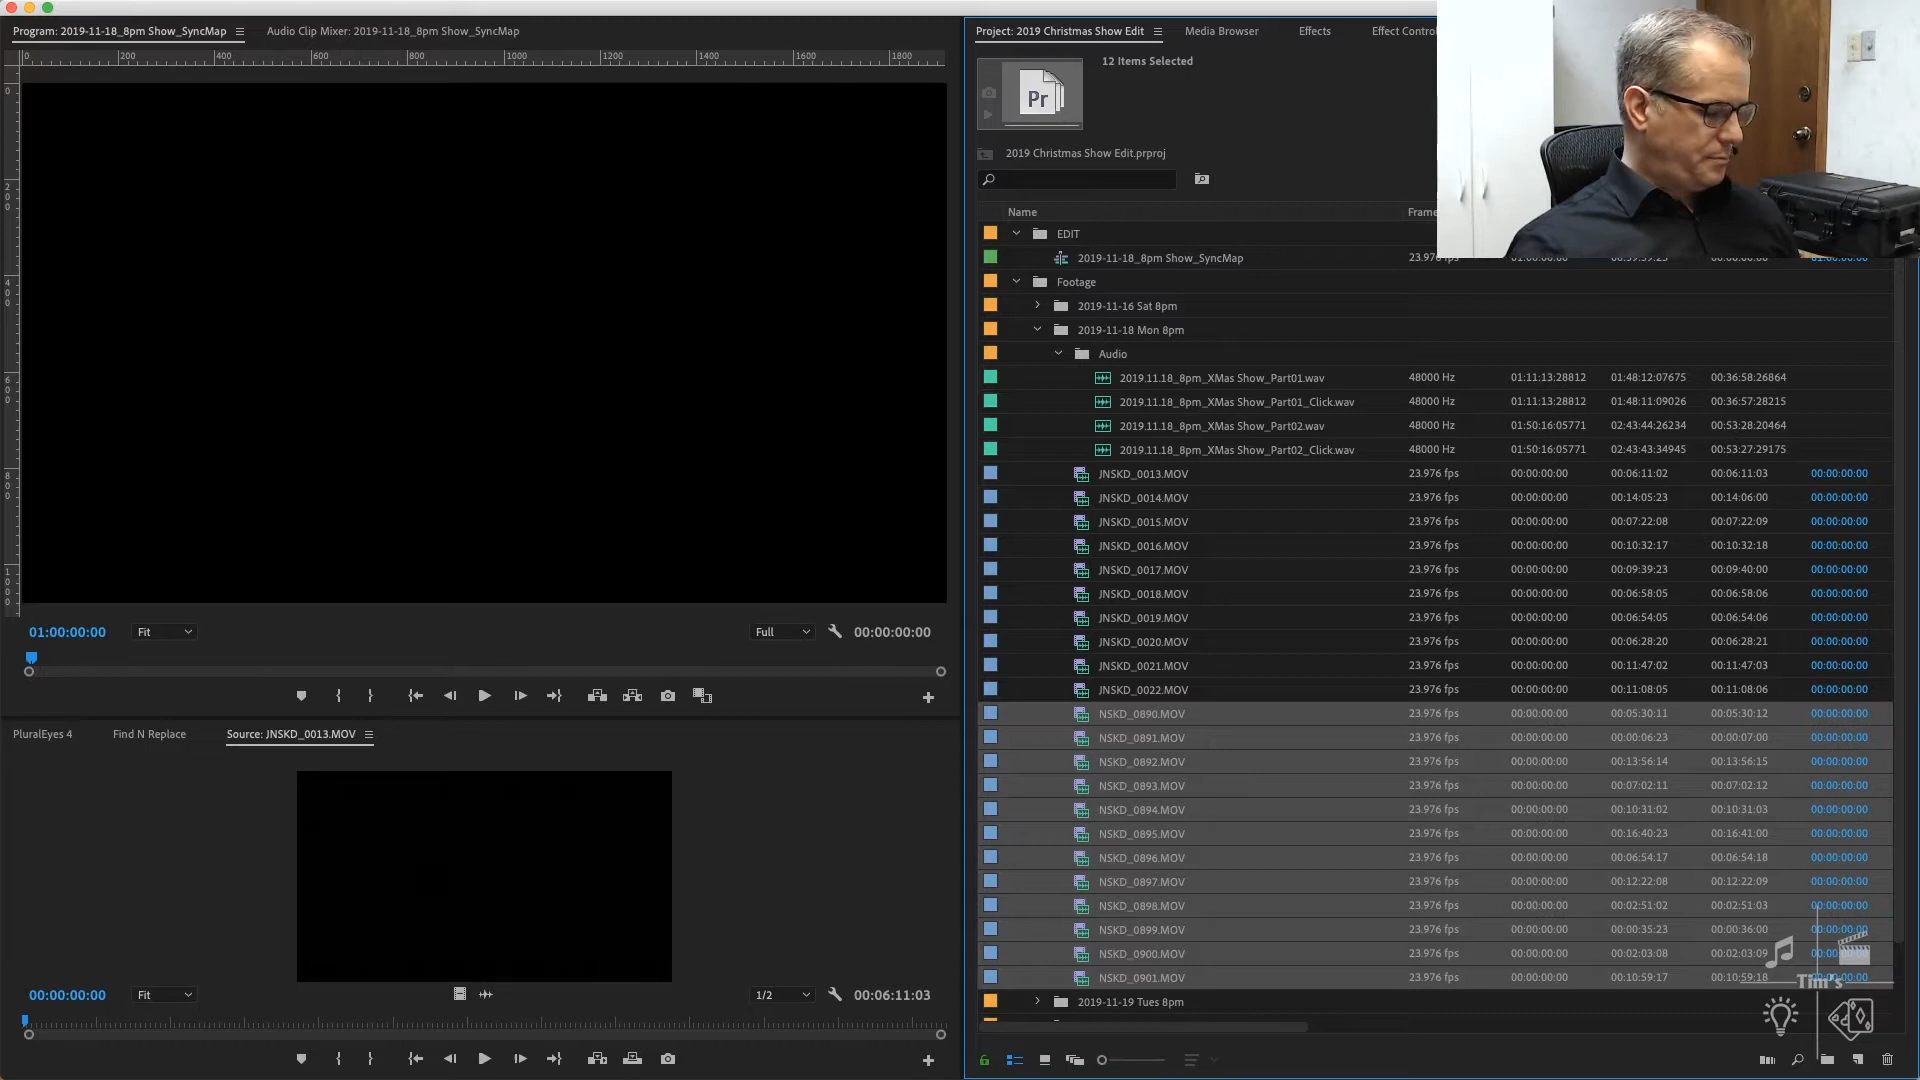 Program: 2019-11-18_8pm Show_SyncMap
Audio Clip Mixer: 2019-11-18_8pm Show_SyncMap
0 200 400 600 800 1000 1200 1400 1600 1800
0
200
400
600
800
1000
01:00:00:00 Fit Full 00:00:00:00
PluralEyes 4 Find N Replace Source: JNSKD_0013.MOV
00:00:00:00 Fit 1/2 00:06:11:03
Project: 2019 Christmas Show Edit Media Browser Effects Effect Control
Pr
12 Items Selected
2019 Christmas Show Edit.prproj
Name Frame
EDIT
2019-11-18_8pm Show_SyncMap
Footage
2019-11-16 Sat 8pm
2019-11-18 Mon 8pm
Audio
2019.11.18_8pm_XMas Show_Part01.wav 48000 Hz 01:11:13:28812 01:48:12:07675 00:36:58:26864
2019.11.18_8pm_XMas Show_Part01_Click.wav 48000 Hz 01:11:13:28812 01:48:11:09026 00:36:57:28215
2019.11.18_8pm_XMas Show_Part02.wav 48000 Hz 01:50:16:05771 02:43:44:26234 00:53:28:20464
2019.11.18_8pm_XMas Show_Part02_Click.wav 48000 Hz 01:50:16:05771 02:43:43:34945 00:53:27:29175
JNSKD_0013.MOV 23.976 fps 00:00:00:00 00:06:11:02 00:06:11:03 00:00:00:00
JNSKD_0014.MOV 23.976 fps 00:00:00:00 00:14:05:23 00:14:06:00 00:00:00:00
JNSKD_0015.MOV 23.976 fps 00:00:00:00 00:07:22:08 00:07:22:09 00:00:00:00
JNSKD_0016.MOV 23.976 fps 00:00:00:00 00:10:32:17 00:10:32:18 00:00:00:00
JNSKD_0017.MOV 23.976 fps 00:00:00:00 00:09:39:23 00:09:40:00 00:00:00:00
JNSKD_0018.MOV 23.976 fps 00:00:00:00 00:06:58:05 00:06:58:06 00:00:00:00
JNSKD_0019.MOV 23.976 fps 00:00:00:00 00:06:54:05 00:06:54:06 00:00:00:00
JNSKD_0020.MOV 23.976 fps 00:00:00:00 00:06:28:20 00:06:28:21 00:00:00:00
JNSKD_0021.MOV 23.976 fps 00:00:00:00 00:11:47:02 00:11:47:03 00:00:00:00
JNSKD_0022.MOV 23.976 fps 00:00:00:00 00:11:08:05 00:11:08:06 00:00:00:00
NSKD_0890.MOV 23.976 fps 00:00:00:00 00:05:30:11 00:05:30:12 00:00:00:00
NSKD_0891.MOV 23.976 fps 00:00:00:00 00:00:06:23 00:00:07:00 00:00:00:00
NSKD_0892.MOV 23.976 fps 00:00:00:00 00:13:56:14 00:13:56:15 00:00:00:00
NSKD_0893.MOV 23.976 fps 00:00:00:00 00:07:02:11 00:07:02:12 00:00:00:00
NSKD_0894.MOV 23.976 fps 00:00:00:00 00:10:31:02 00:10:31:03 00:00:00:00
NSKD_0895.MOV 23.976 fps 00:00:00:00 00:16:40:23 00:16:41:00 00:00:00:00
NSKD_0896.MOV 23.976 fps 00:00:00:00 00:06:54:17 00:06:54:18 00:00:00:00
NSKD_0897.MOV 23.976 fps 00:00:00:00 00:12:22:08 00:12:22:09 00:00:00:00
NSKD_0898.MOV 23.976 fps 00:00:00:00 00:02:51:02 00:02:51:03 00:00:00:00
NSKD_0899.MOV 23.976 fps 00:00:00:00 00:00:35:23 00:00:36:00 00:00:00:00
NSKD_0900.MOV 23.976 fps 00:00:00:00 00:02:03:08 00:02:03:09
NSKD_0901.MOV 23.976 fps 00:00:00:00 00:10:59:17 00:10:59:18
Tim's
2019-11-19 Tues 8pm